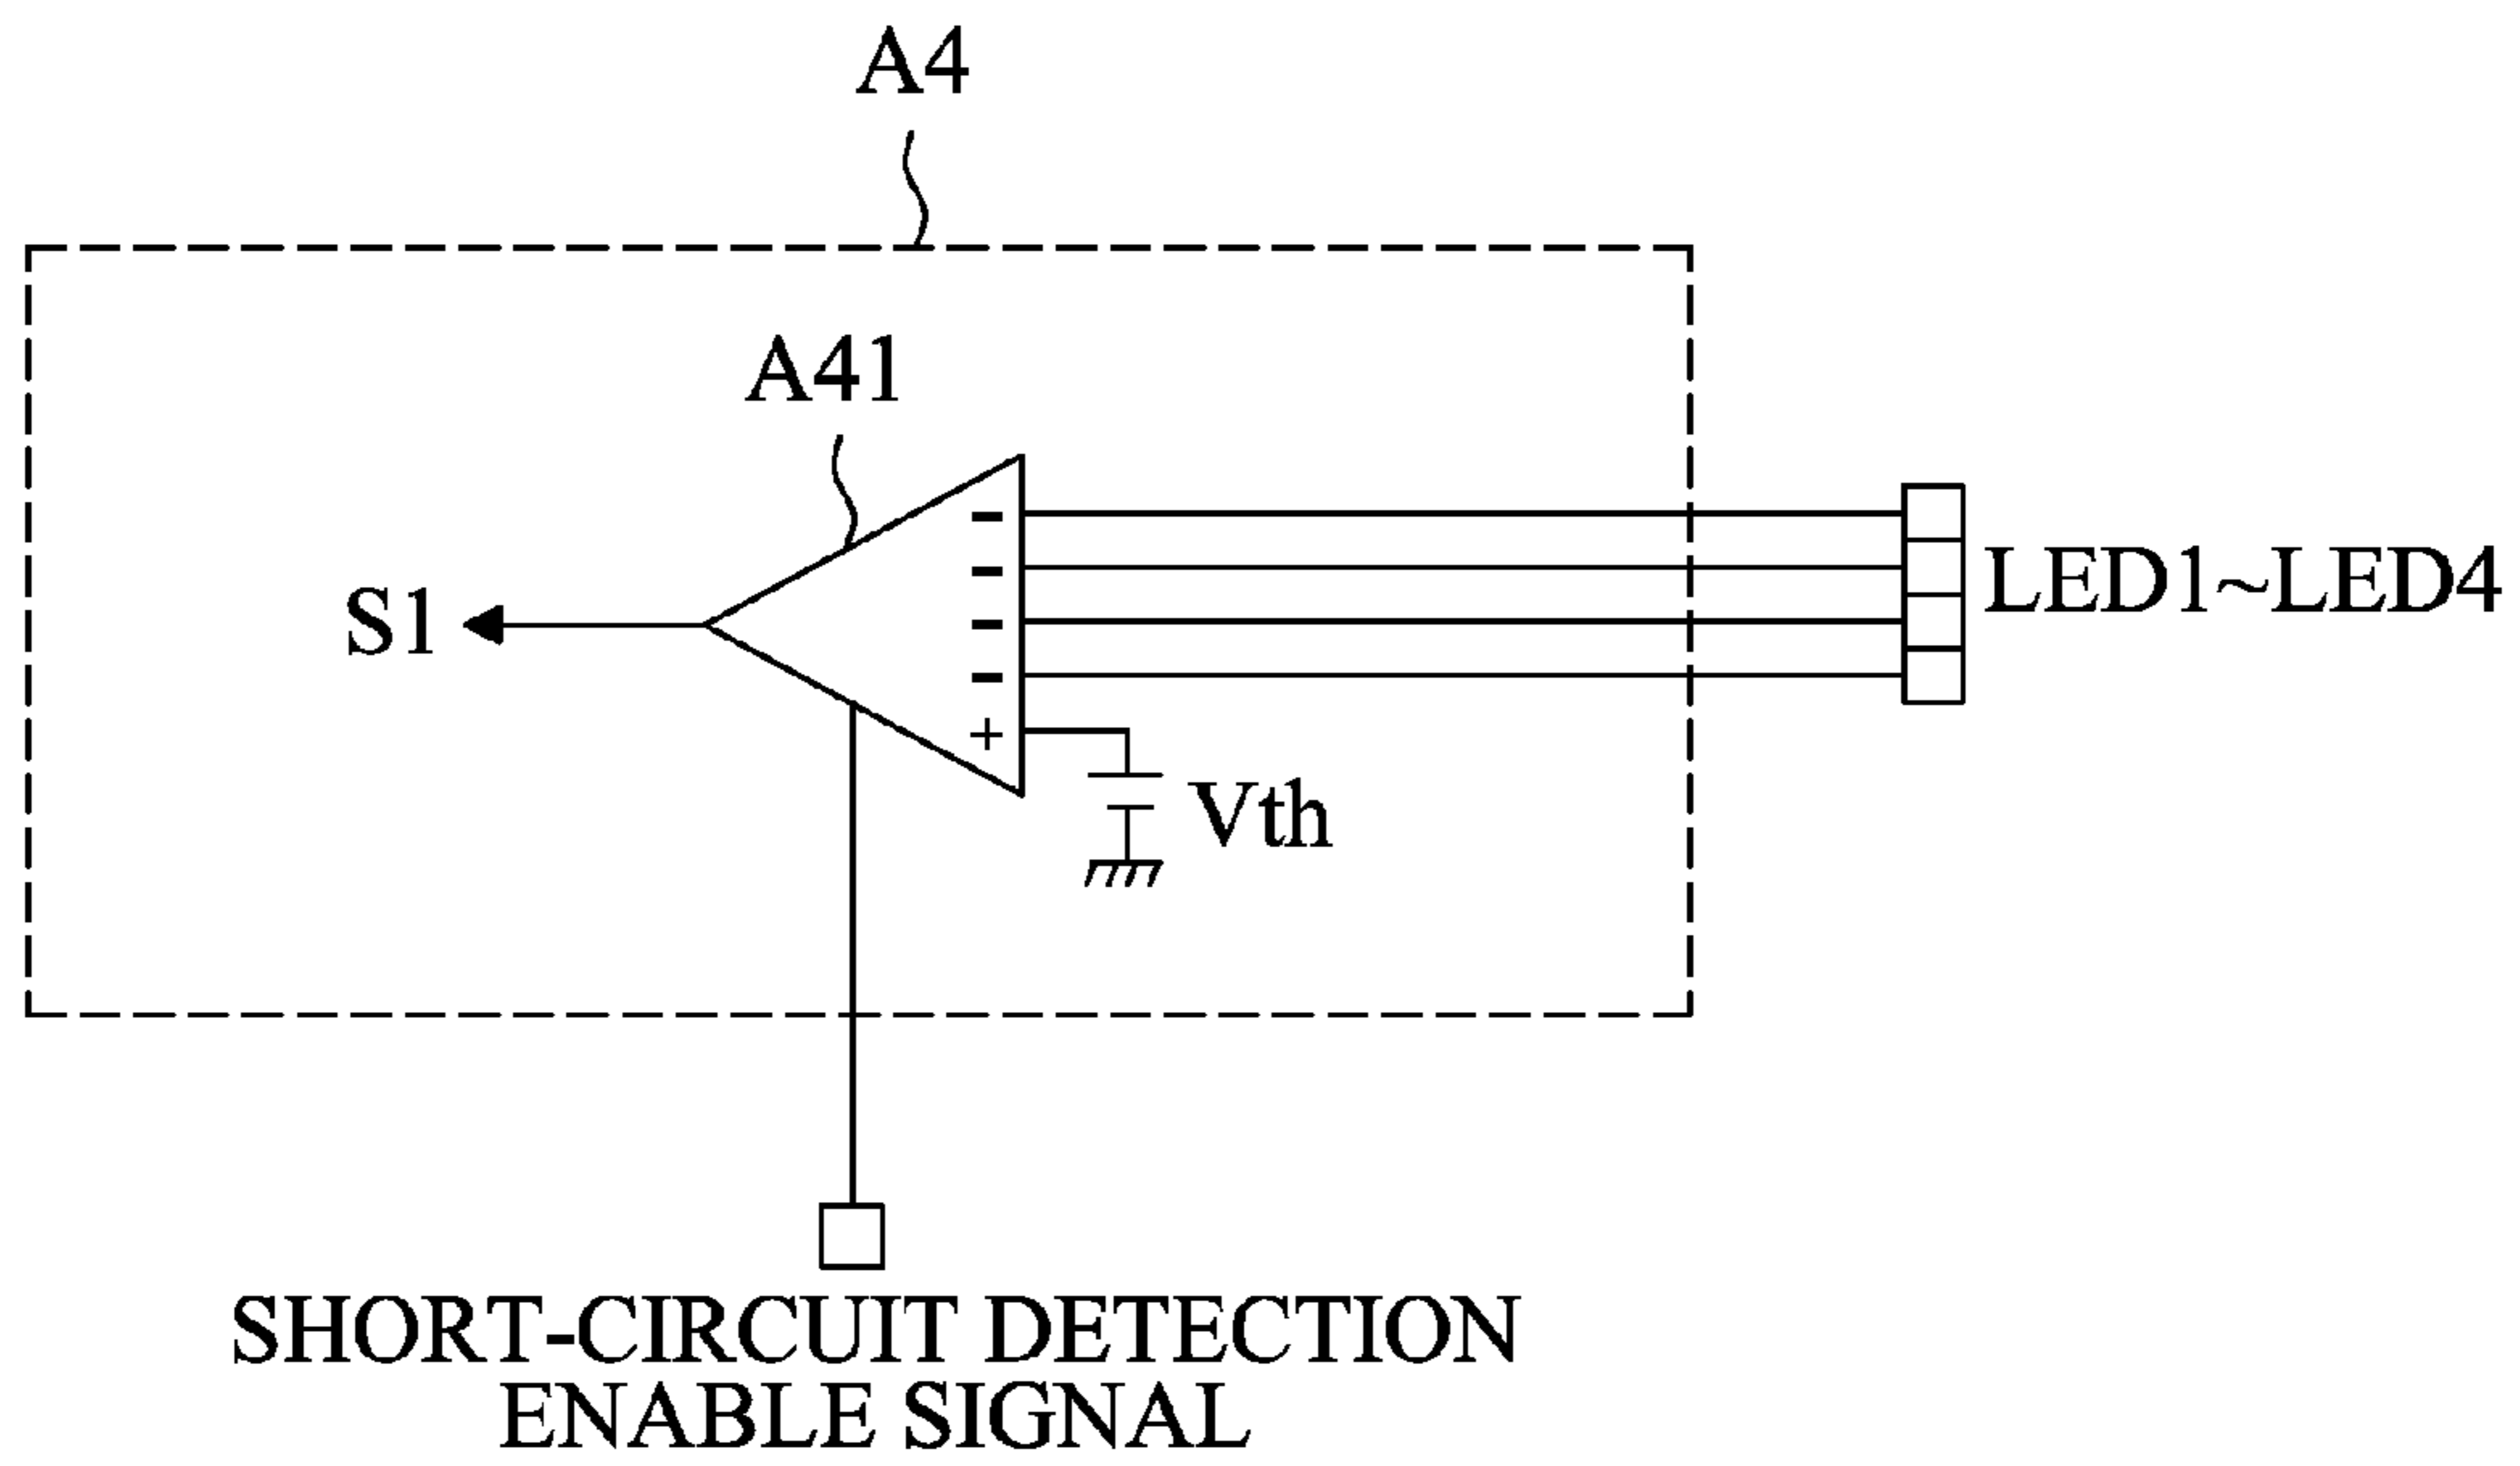 A4
A41
S1
-
-
-
-
+
LED1~LED4
Vth
SHORT-CIRCUIT DETECTION
ENABLE SIGNAL